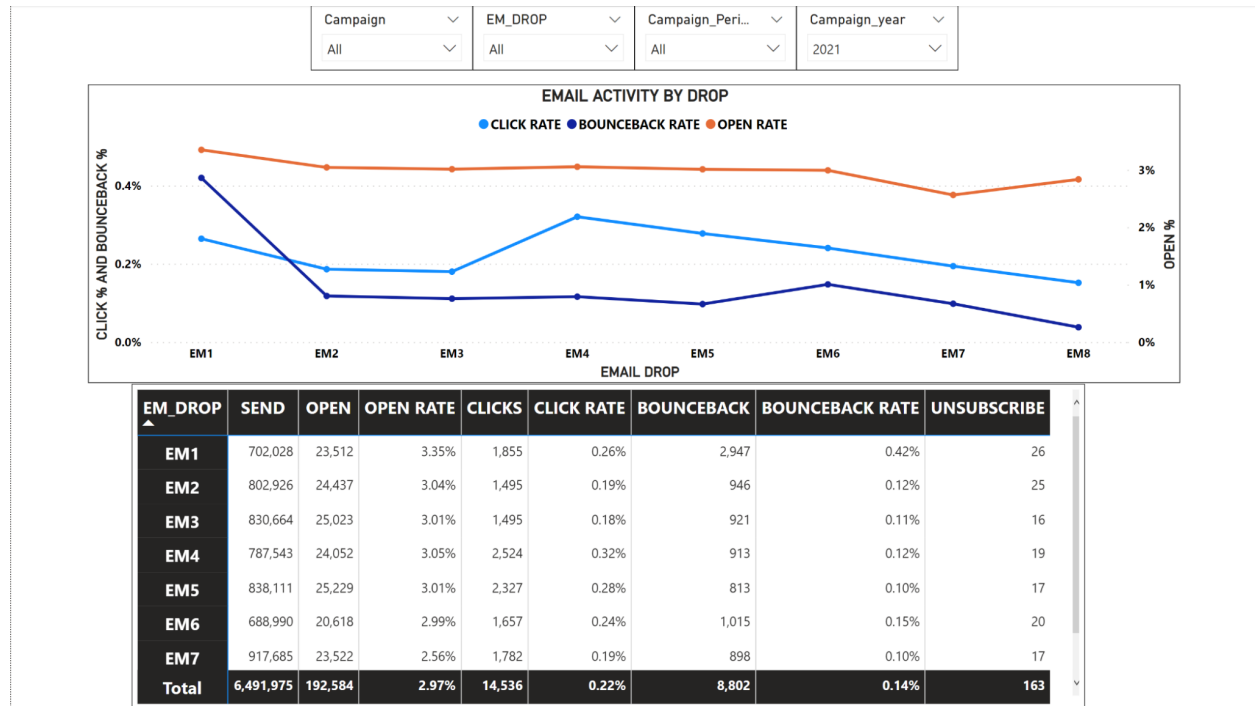 Campaign EM_DROP Campaign_Peri... Campaign_year
All All All 2021
EMAIL ACTIVITY BY DROP
CLICK RATE BOUNCEBACK RATE OPEN RATE
CLICK % AND BOUNCEBACK %
0.4%
0.2%
0.0%
3%
2%
1%
0%
OPEN %
EM1 EM2 EM3 EM4 EM5 EM6 EM7 EM8
EMAIL DROP
EM_DROP SEND OPEN OPEN RATE CLICKS CLICK RATE BOUNCEBACK BOUNCEBACK RATE UNSUBSCRIBE
EM1 702,028 23,512 3.35% 1,855 0.26% 2,947 0.42% 26
EM2 802,926 24,437 3.04% 1,495 0.19% 946 0.12% 25
EM3 830,664 25,023 3.01% 1,495 0.18% 921 0.11% 16
EM4 787,543 24,052 3.05% 2,524 0.32% 913 0.12% 19
EM5 838,111 25,229 3.01% 2,327 0.28% 813 0.10% 17
EM6 688,990 20,618 2.99% 1,657 0.24% 1,015 0.15% 20
EM7 917,685 23,522 2.56% 1,782 0.19% 898 0.10% 17
Total 6,491,975 192,584 2.97% 14,536 0.22% 8,802 0.14% 163